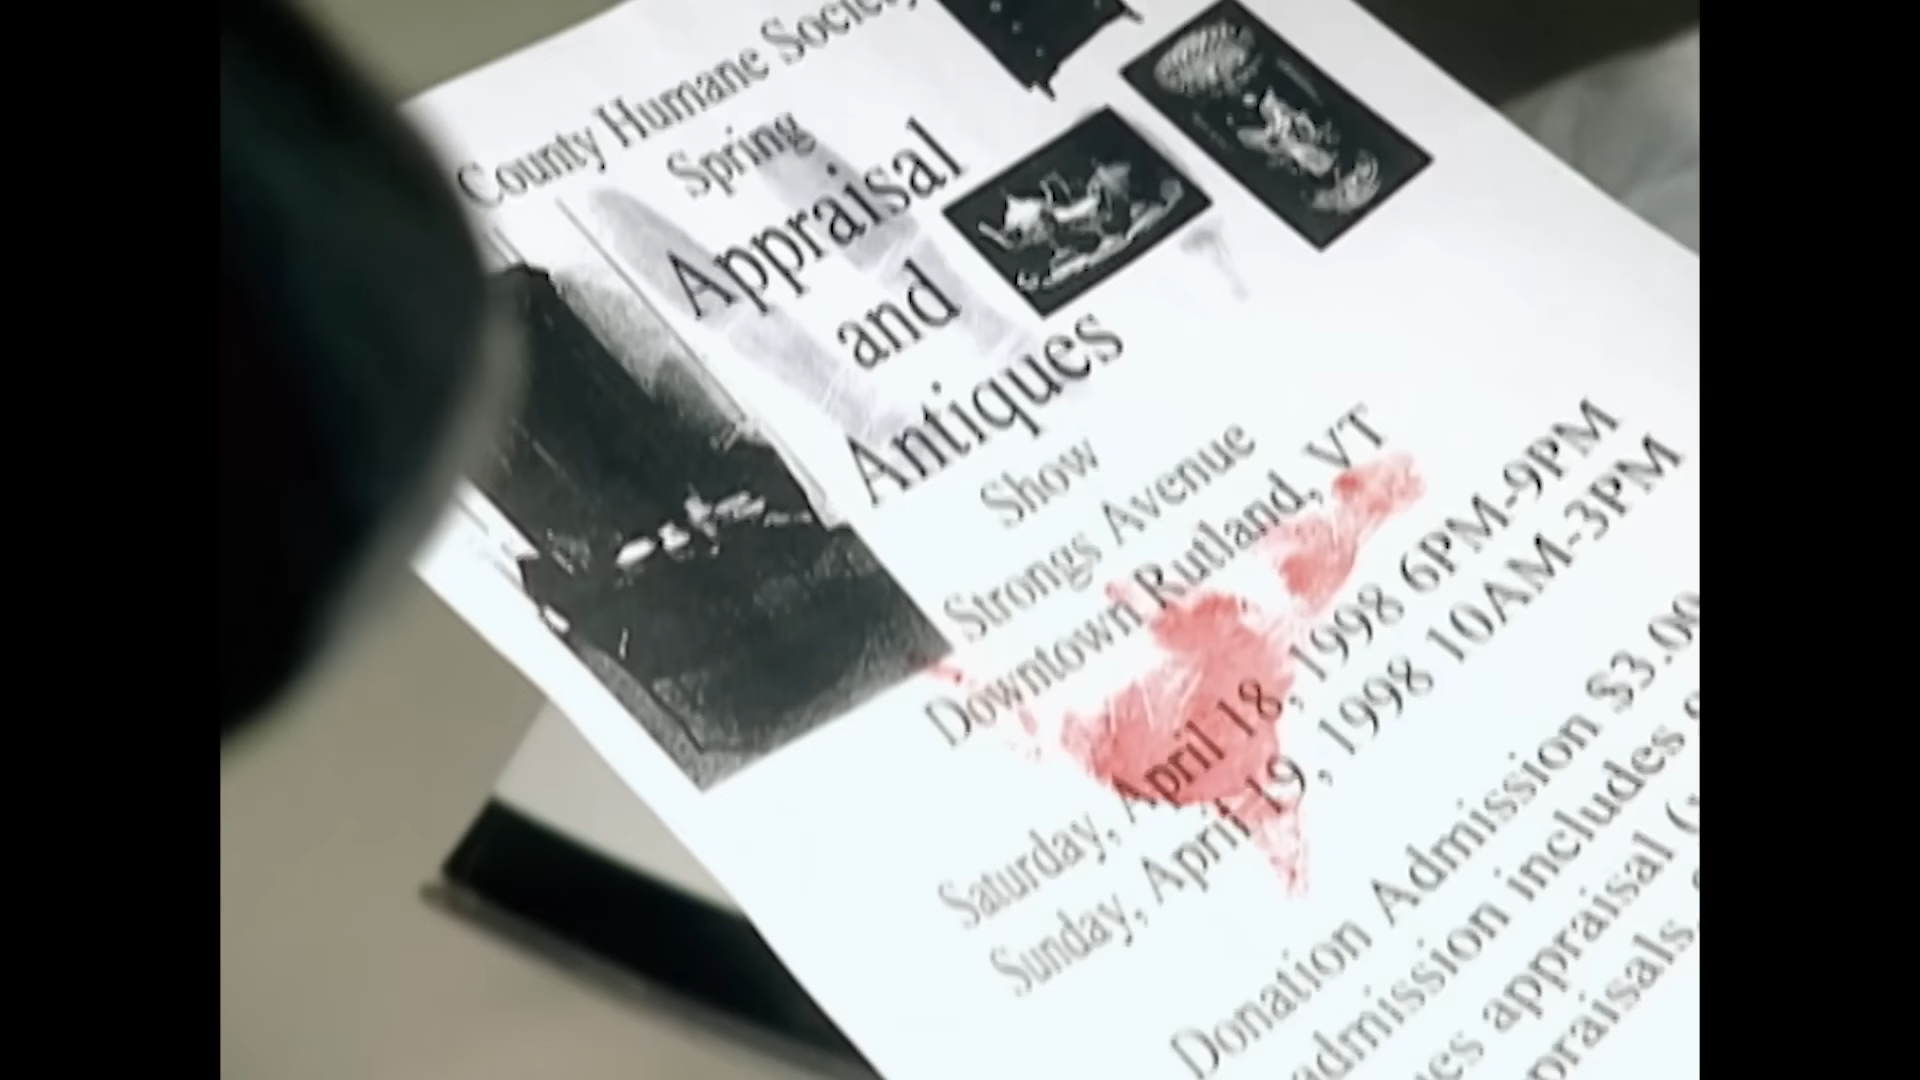 County Humane Society
Spring
Appraisal
and
Antiques
Show
Strongs Avenue
Downtown Rutland, VT
Saturday, April 18, 1998 6PM-9PM
Sunday, April 19, 1998 10AM-3PM
Donation Admission $3.00
admission includes
appraisal